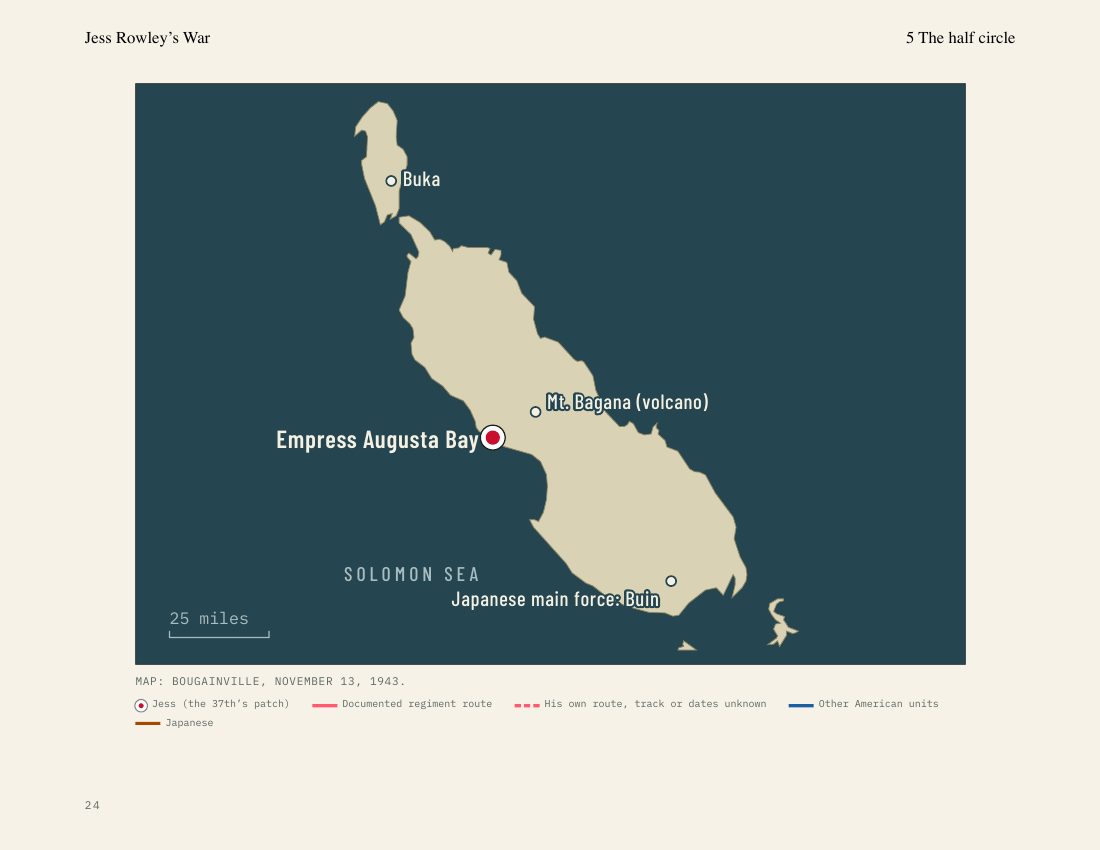 Jess Rowley’s War
5 The half circle
Buka
Mt. Bagana (volcano)
Empress Augusta Bay
SOLOMON SEA
Japanese main force: Buin
25 miles
MAP: BOUGAINVILLE, NOVEMBER 13, 1943.
Jess (the 37th’s patch) Documented regiment route His own route, track or dates unknown Other American units
Japanese
24